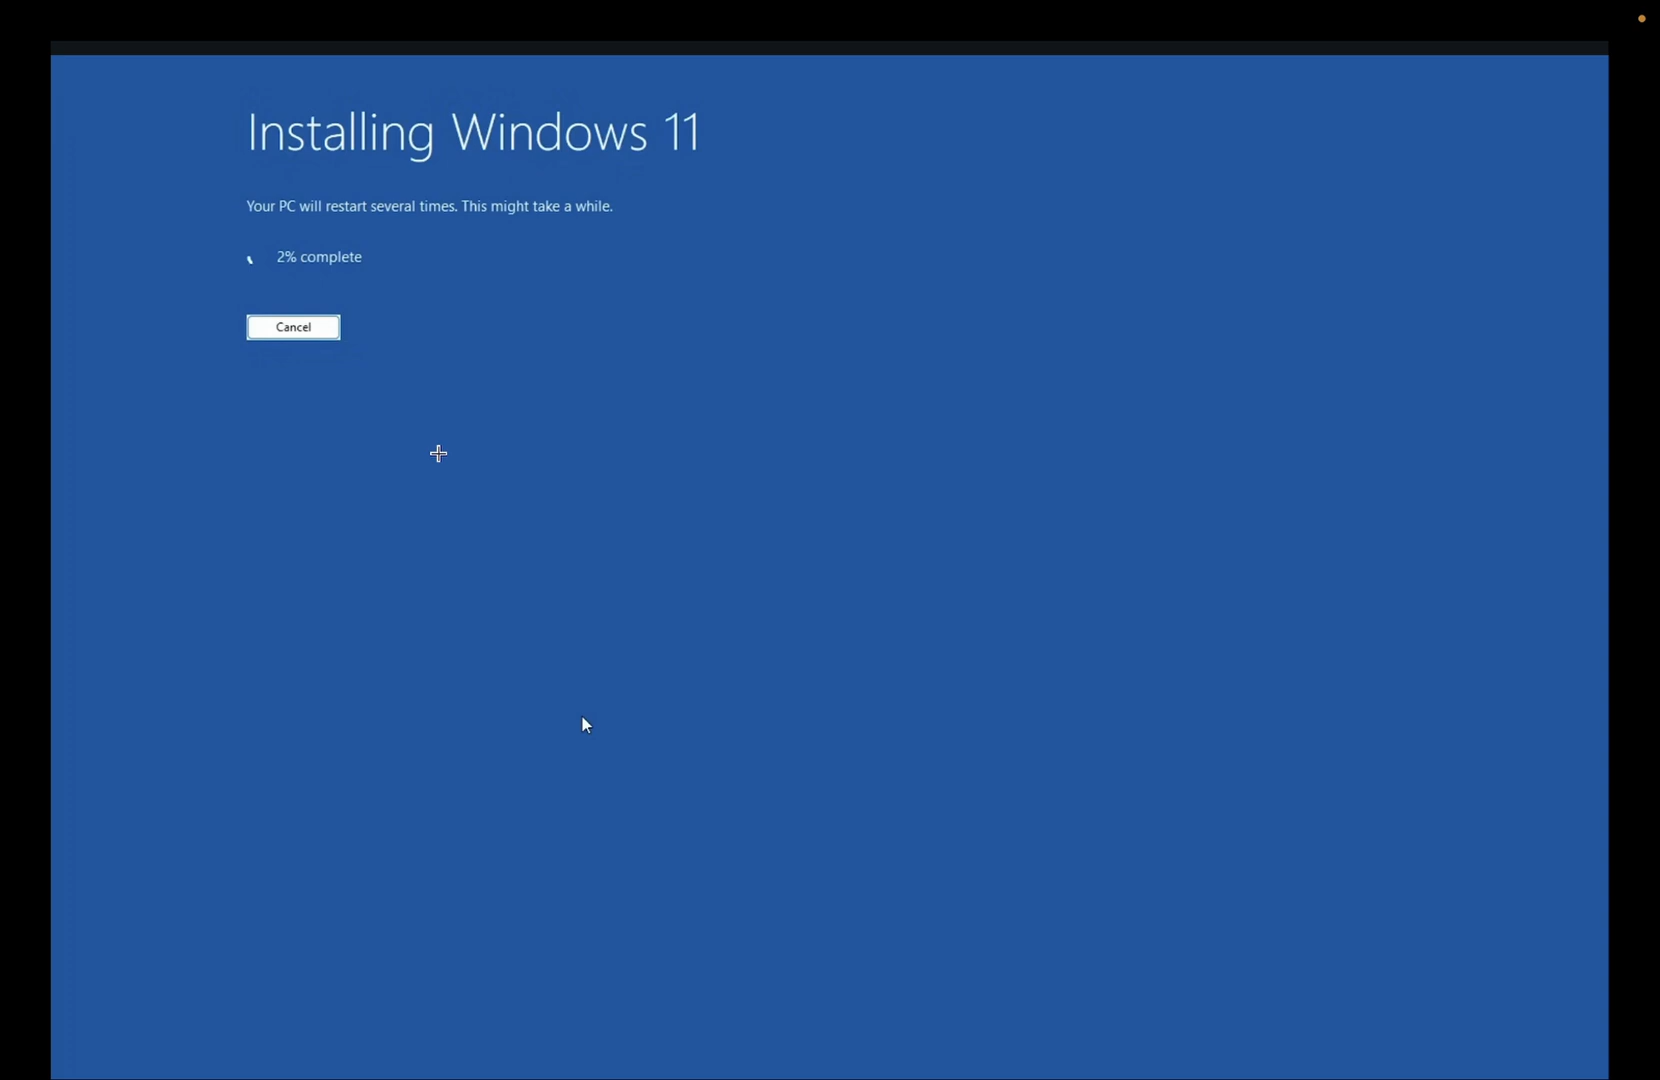 Installing Windows 11
Your PC will restart several times. This might take a while.
2% complete
Cancel